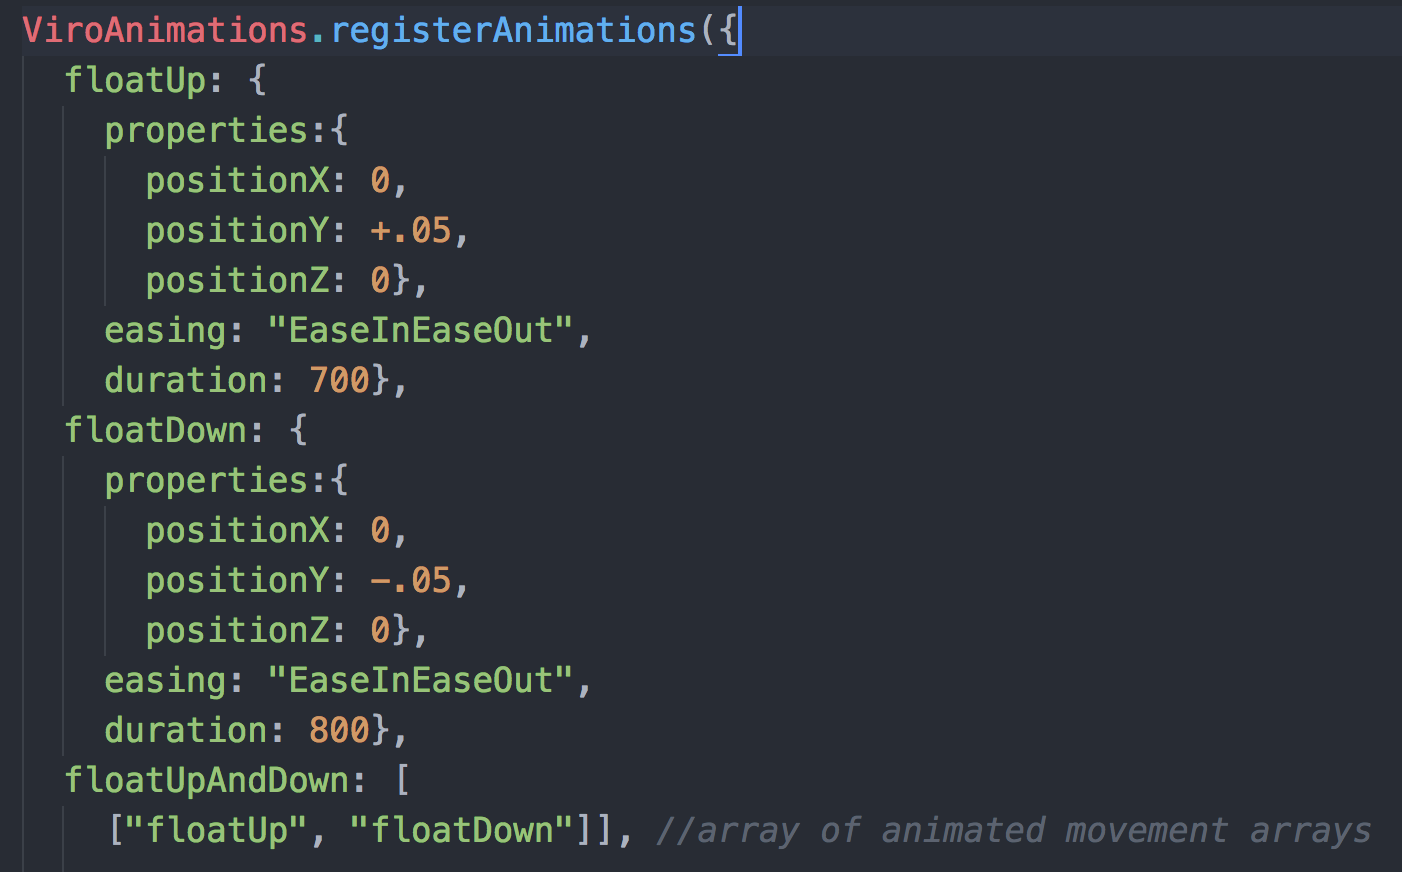 ViroAnimations.registerAnimations({
  floatUp: {
    properties:{
      positionX: 0,
      positionY: +.05,
      positionZ: 0},
    easing: "EaseInEaseOut",
    duration: 700},
  floatDown: {
    properties:{
      positionX: 0,
      positionY: -.05,
      positionZ: 0},
    easing: "EaseInEaseOut",
    duration: 800},
  floatUpAndDown: [
    ["floatUp", "floatDown"]], //array of animated movement arrays